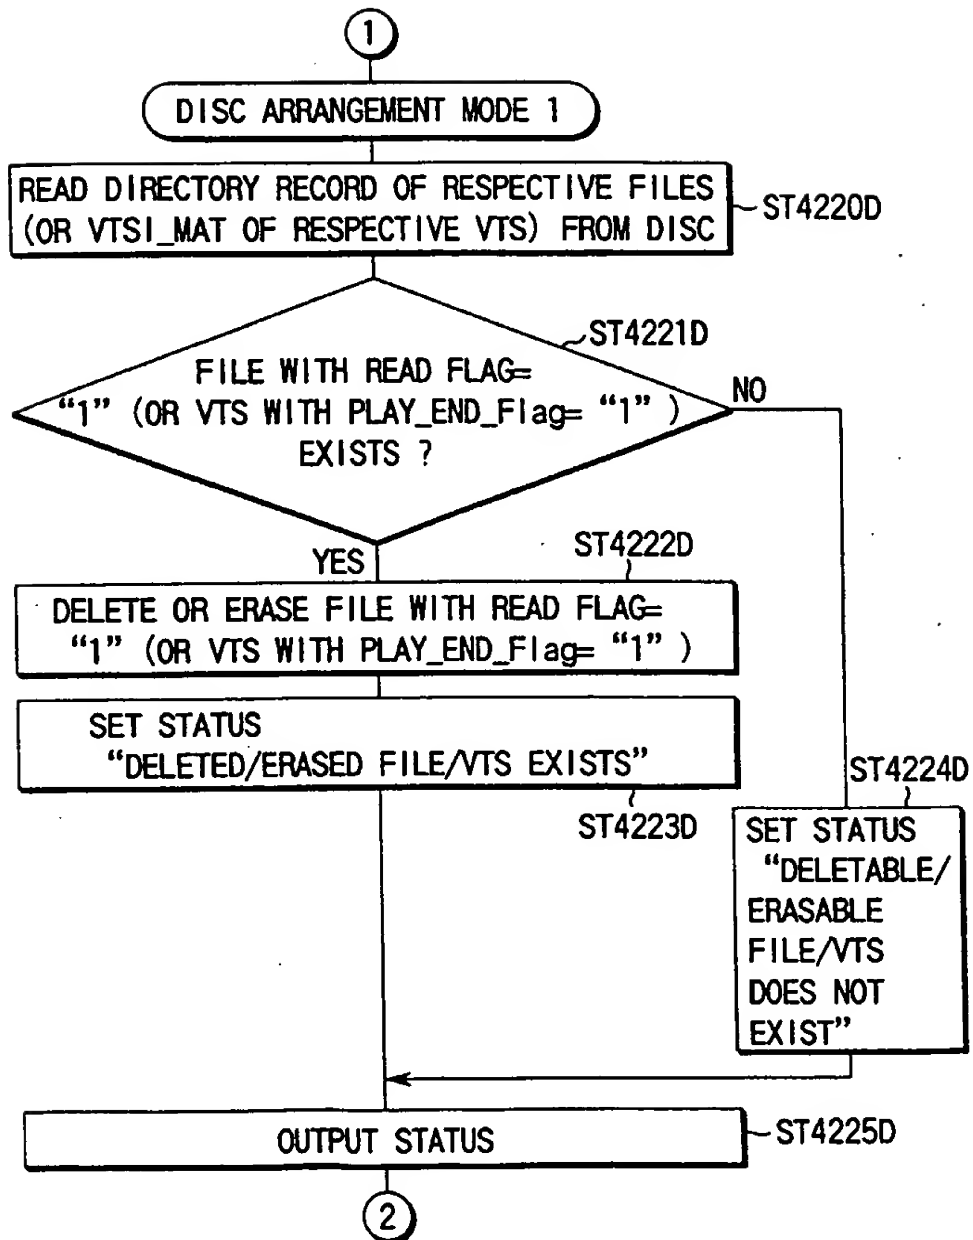 1
DISC ARRANGEMENT MODE 1
READ DIRECTORY RECORD OF RESPECTIVE FILES
(OR VTSI_MAT OF RESPECTIVE VTS) FROM DISC
ST4220D
ST4221D
FILE WITH READ FLAG=
“1” (OR VTS WITH PLAY_END_Flag= “1” )
EXISTS ?
NO
YES
ST4222D
DELETE OR ERASE FILE WITH READ FLAG=
“1” (OR VTS WITH PLAY_END_Flag= “1” )
SET STATUS
“DELETED/ERASED FILE/VTS EXISTS”
ST4223D
ST4224D
SET STATUS
“DELETABLE/
ERASABLE
FILE/VTS
DOES NOT
EXIST”
OUTPUT STATUS
ST4225D
2